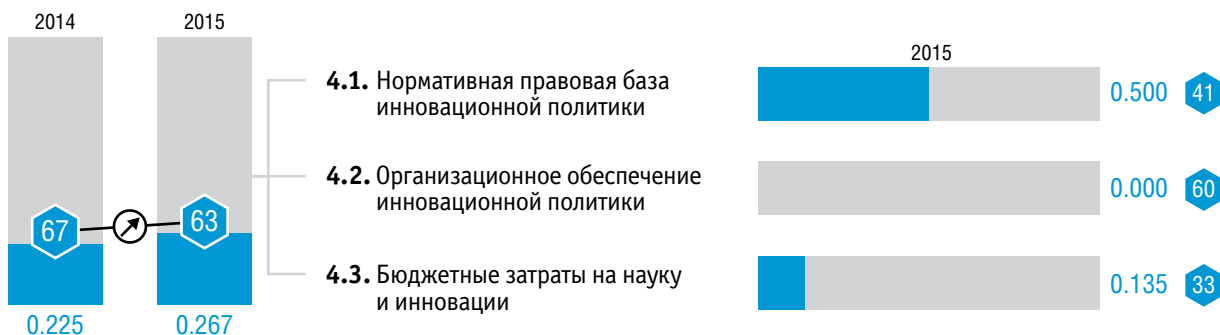 2014
2015
67
63
0.225
0.267
4.1. Нормативная правовая база
инновационной политики
4.2. Организационное обеспечение
инновационной политики
4.3. Бюджетные затраты на науку
и инновации
2015
0.500
41
0.000
60
0.135
33